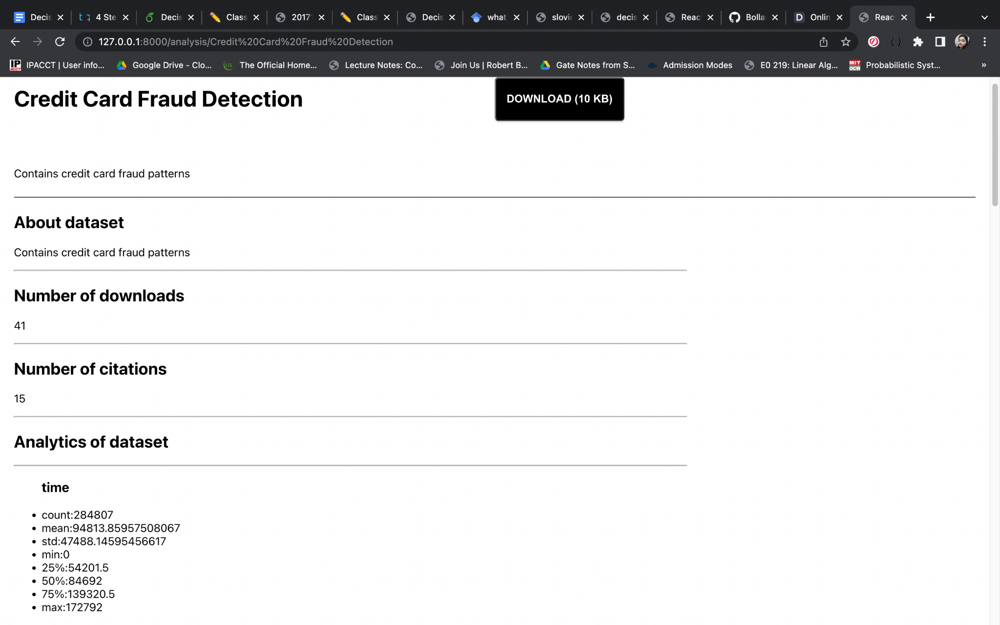 Decis 4 Ste Decis Class 2017 Class Decis what slovic decis Reac Bolla Onlin Reac
127.0.0.1:8000/analysis/Credit%20Card%20Fraud%20Detection
IP IPACCT | User info... Google Drive - Clo... The Official Home... Lecture Notes: Co... Join Us | Robert B... Gate Notes from S... Admission Modes E0 219: Linear Alg... MIT OCW Probabilistic Syst... »
Credit Card Fraud Detection DOWNLOAD (10 KB)
Contains credit card fraud patterns
About dataset
Contains credit card fraud patterns
Number of downloads
41
Number of citations
15
Analytics of dataset
time
• count:284807
• mean:94813.85957508067
• std:47488.14595456617
• min:0
• 25%:54201.5
• 50%:84692
• 75%:139320.5
• max:172792